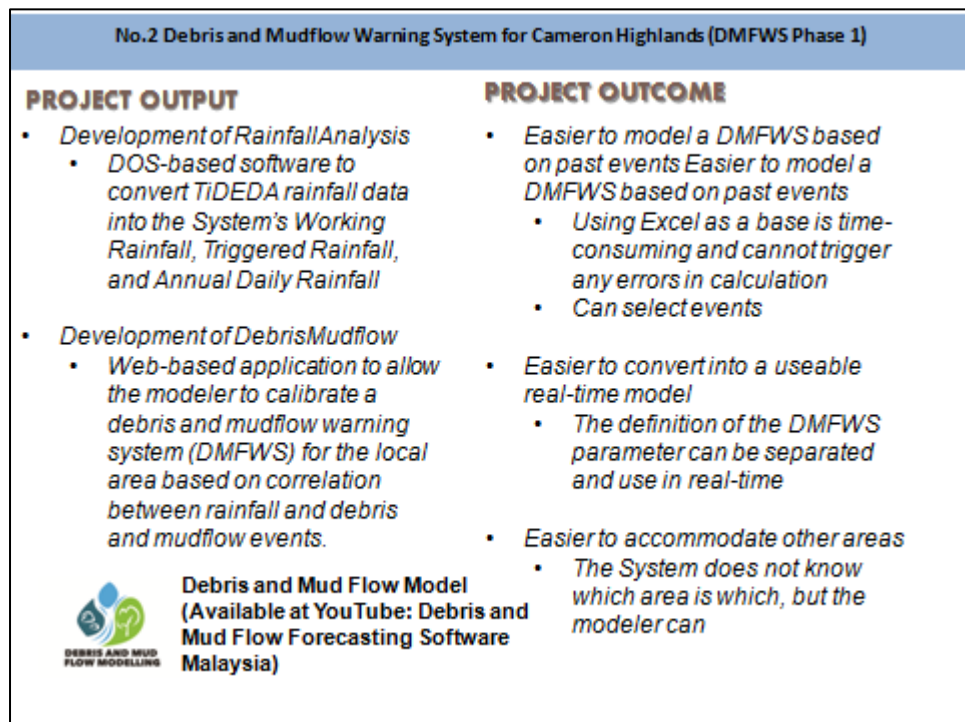 No.2 Debris and Mudflow Warning System for Cameron Highlands (DMFWS Phase 1)
PROJECT OUTPUT
• Development of RainfallAnalysis
• DOS-based software to
convert TiDEDA rainfall data
into the System's Working
Rainfall, Triggered Rainfall,
and Annual Daily Rainfall
• Development of DebrisMudflow
• Web-based application to allow
the modeler to calibrate a
debris and mudflow warning
system (DMFWS) for the local
area based on correlation
between rainfall and debris
and mudflow events.
DEBRIS AND MUD
FLOW MODELLING
Debris and Mud Flow Model
(Available at YouTube: Debris and
Mud Flow Forecasting Software
Malaysia)
PROJECT OUTCOME
• Easier to model a DMFWS based
on past events Easier to model a
DMFWS based on past events
• Using Excel as a base is time-
consuming and cannot trigger
any errors in calculation
• Can select events
• Easier to convert into a useable
real-time model
• The definition of the DMFWS
parameter can be separated
and use in real-time
• Easier to accommodate other areas
• The System does not know
which area is which, but the
modeler can